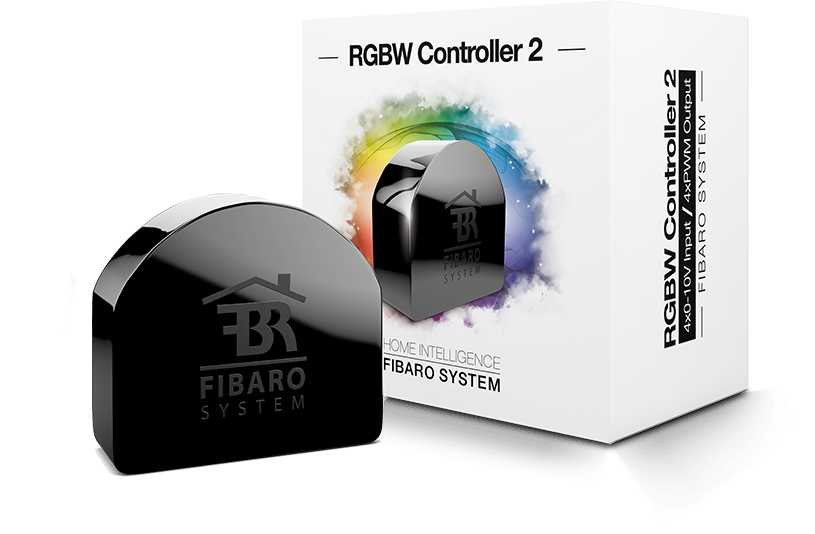 RGBW Controller 2
FIBARO
SYSTEM
HOME INTELLIGENCE
FIBARO SYSTEM
RGBW Controller 2
4x0-10V Input / 4xPWM Output
FIBARO SYSTEM
FIBARO
SYSTEM